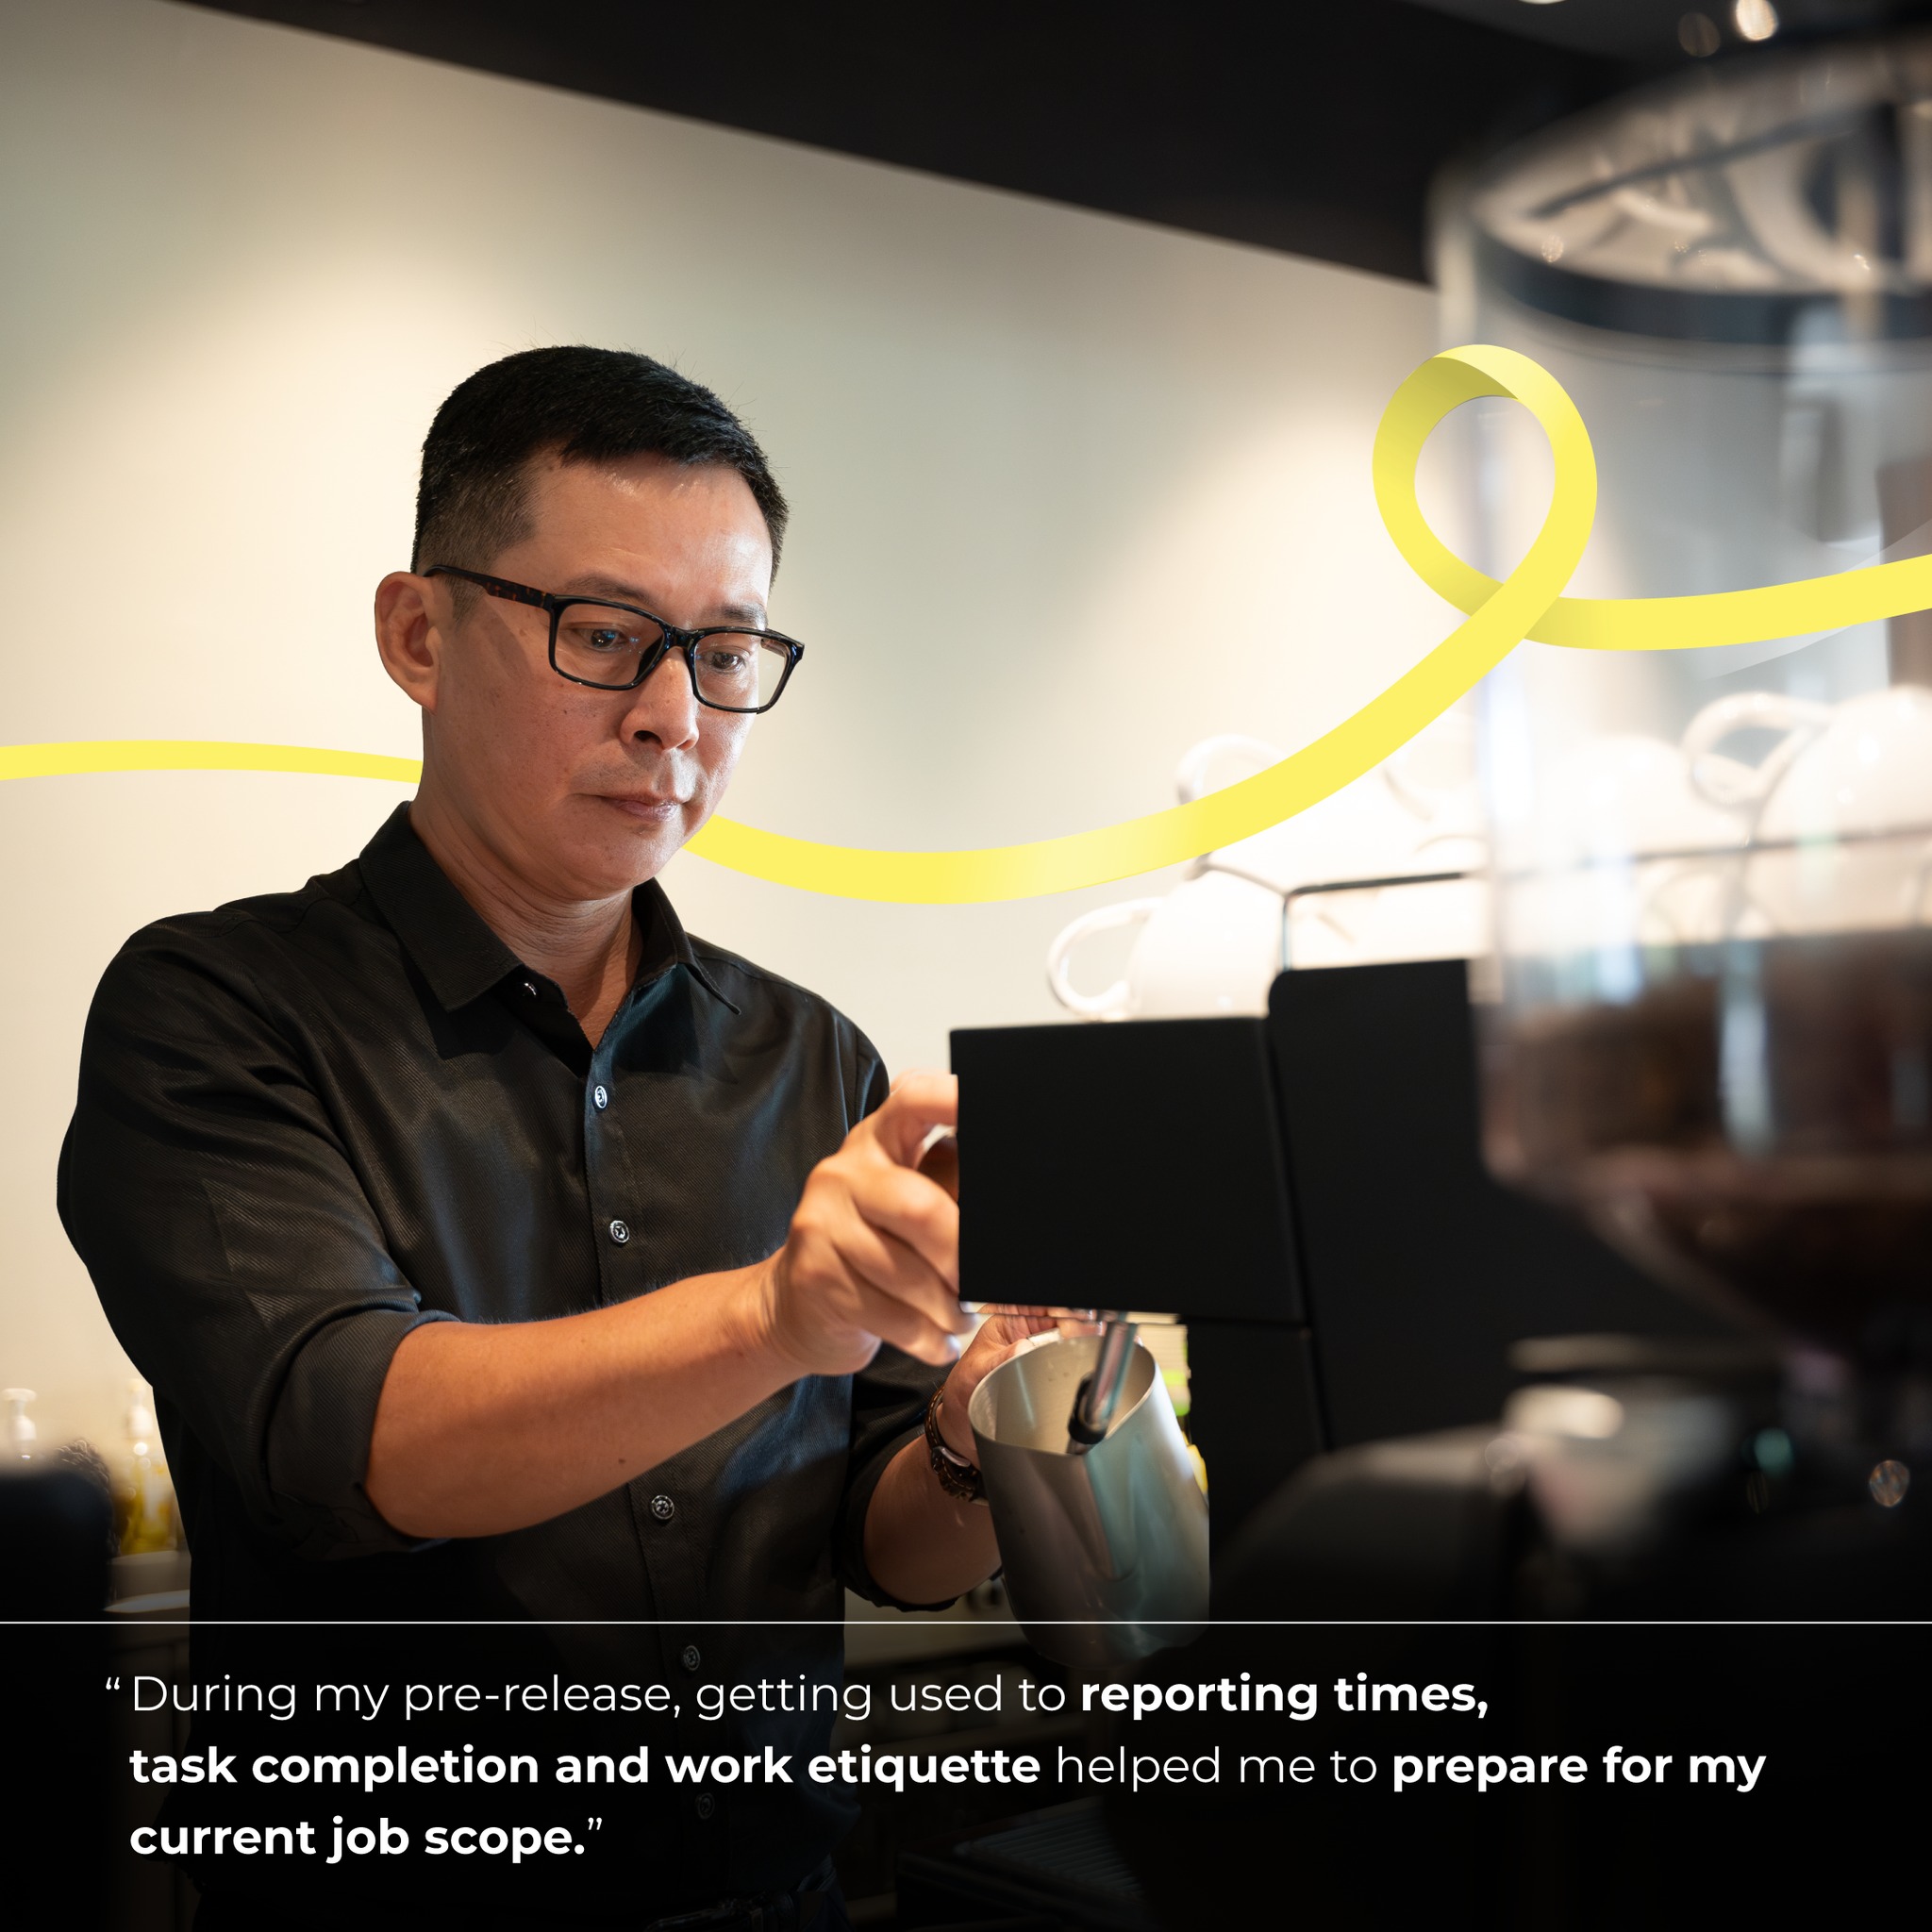 “During my pre-release, getting used to reporting times,
task completion and work etiquette helped me to prepare for my
current job scope.”